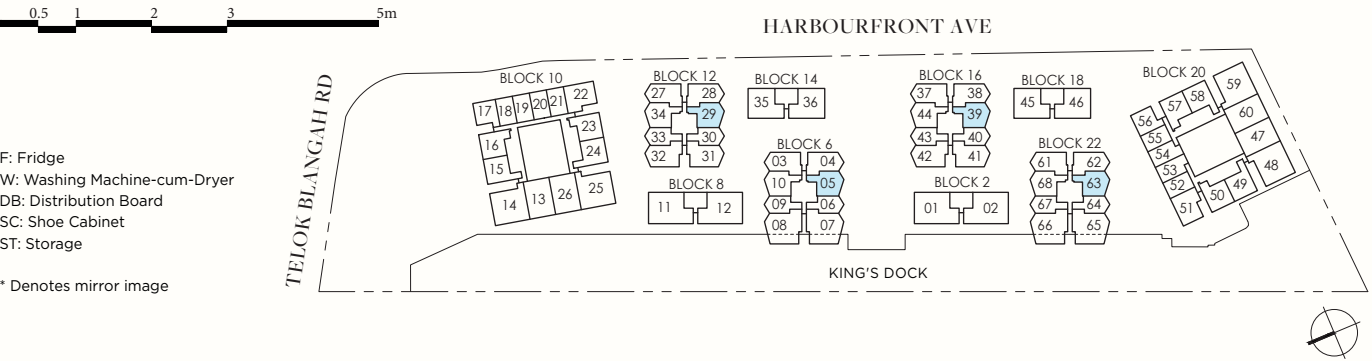 0.5 1 2 3 5m
HARBOURFRONT AVE
TELOK BLANGAH RD
F: Fridge
W: Washing Machine-cum-Dryer
DB: Distribution Board
SC: Shoe Cabinet
ST: Storage
* Denotes mirror image
BLOCK 10
17 18 19 20 21 22
16 23
15 24
14 13 26 25
BLOCK 12
27 28
34 29
33 30
32 31
BLOCK 14
35 36
BLOCK 8
11 12
BLOCK 6
03 04
10 05
09 06
08 07
BLOCK 16
37 38
44 39
43 40
42 41
BLOCK 18
45 46
BLOCK 2
01 02
BLOCK 22
61 62
68 63
67 64
66 65
BLOCK 20
59
58
57
56 60
55 47
54
53 48
52 49
51 50
KING'S DOCK